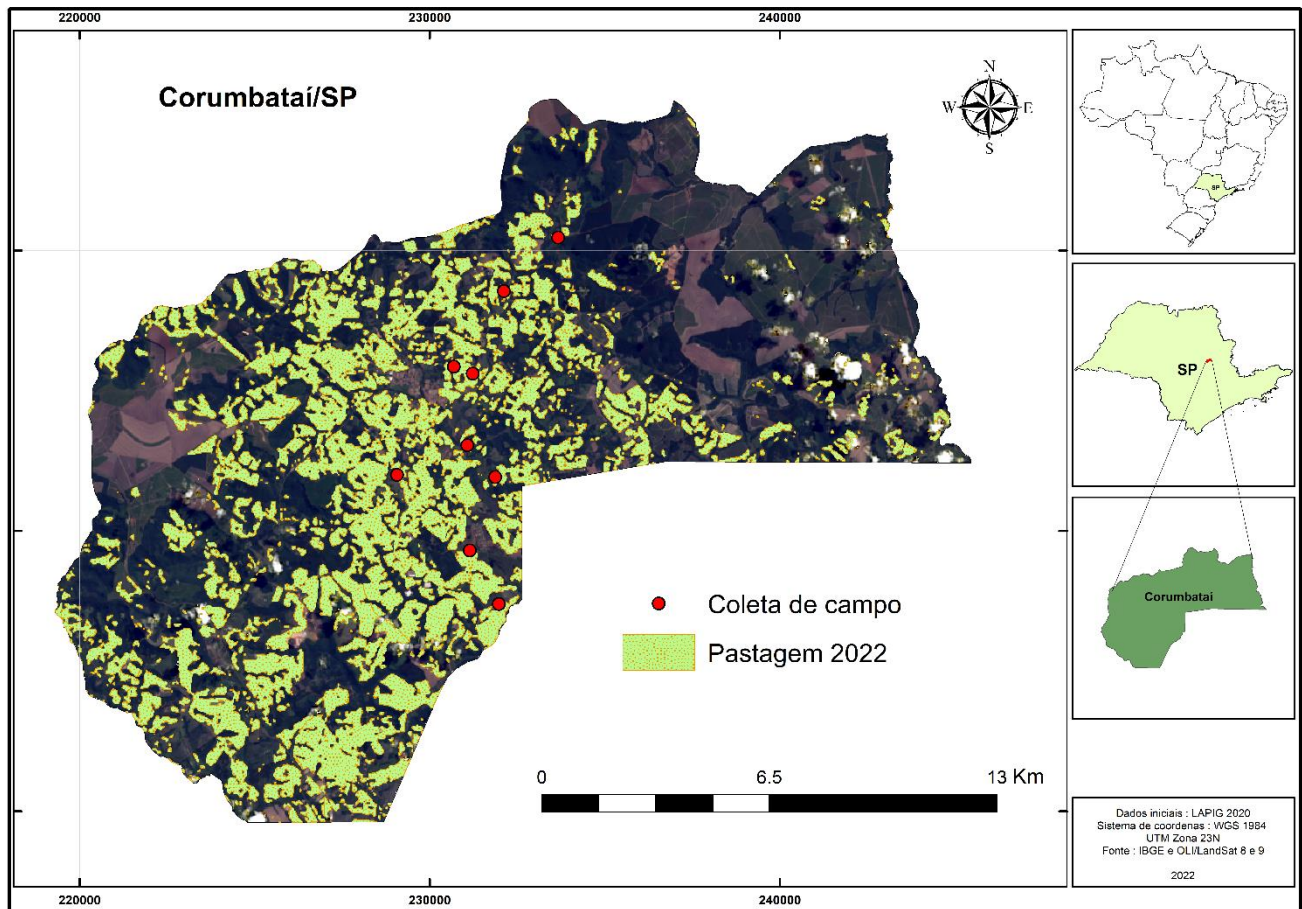 220000 230000 240000
Corumbataí/SP
N
W E
S
Coleta de campo
Pastagem 2022
0 6.5 13 Km
220000 230000 240000
SP
SP
Corumbatai
Dados iniciais : LAPIG 2020
Sistema de coordenas : WGS 1984
UTM Zona 23N
Fonte : IBGE e OLI/LandSat 8 e 9
2022